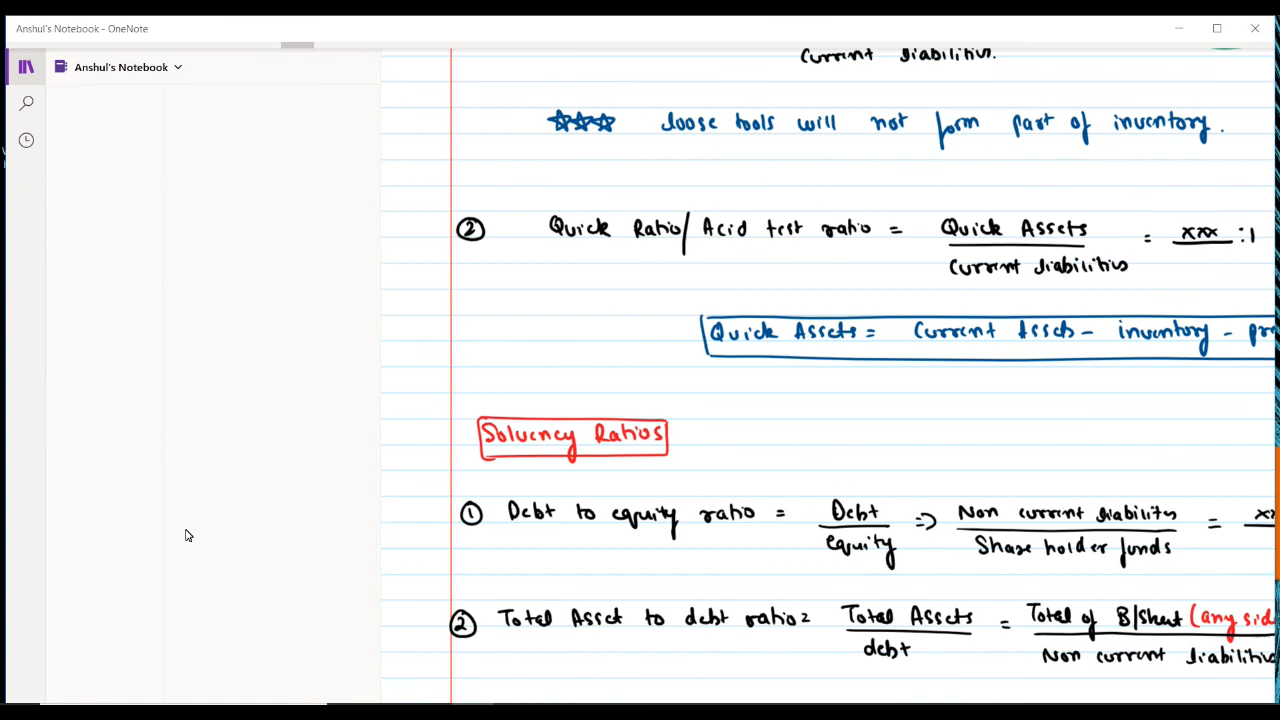 Anshul's Notebook - OneNote
Anshul's Notebook
Current liabilities.
loose tools will not form part of inventory.
② Quick Ratio/ Acid test ratio = Quick Assets = xxx :1
Current liabilities
Quick Assets = Current Assets - inventory - pre
Solvency Ratios
① Debt to equity ratio = Debt ⇒ Non current liabilites = xx
equity Share holder funds
② Total Asset to debt ratio = Total Assets = Total of B/Sheet (any sid
debt Non current liabilities